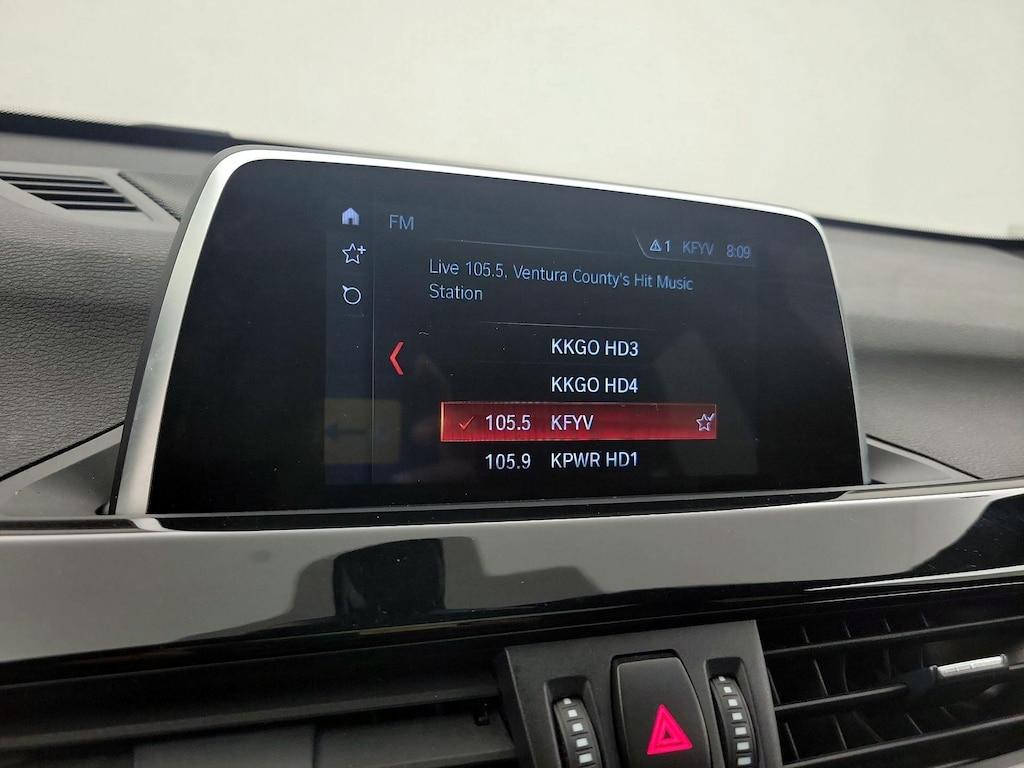 FM
1 KFYV 8:09
Live 105.5, Ventura County's Hit Music
Station
KKGO HD3
KKGO HD4
105.5 KFYV
105.9 KPWR HD1